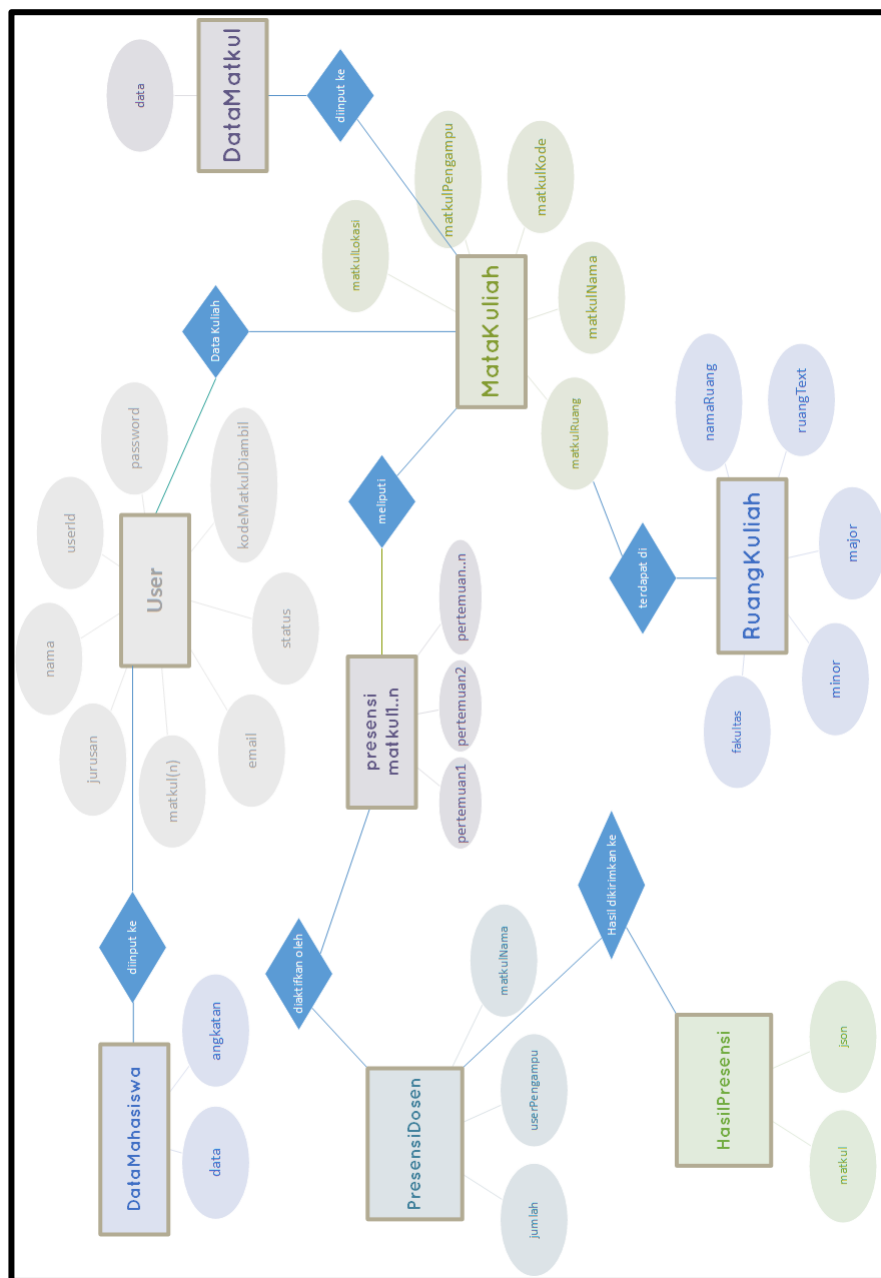 DataMahasiswa
data
angkatan
diinput ke
jurusan
nama
userId
password
User
matkul(n)
email
status
kodeMatkulDiambil
Data Kuliah
DataMatkul
data
diinput ke
PresensiDosen
jumlah
userPengampu
matkulNama
diaktifkan oleh
presensi
matkul1..n
pertemuan1
pertemuan2
pertemuan..n
meliputi
MataKuliah
matkulLokasi
matkulPengampu
matkulKode
matkulNama
matkulRuang
HasilPresensi
matkul
json
Hasil dikirimkan ke
terdapat di
RuangKuliah
fakultas
minor
major
ruangText
namaRuang